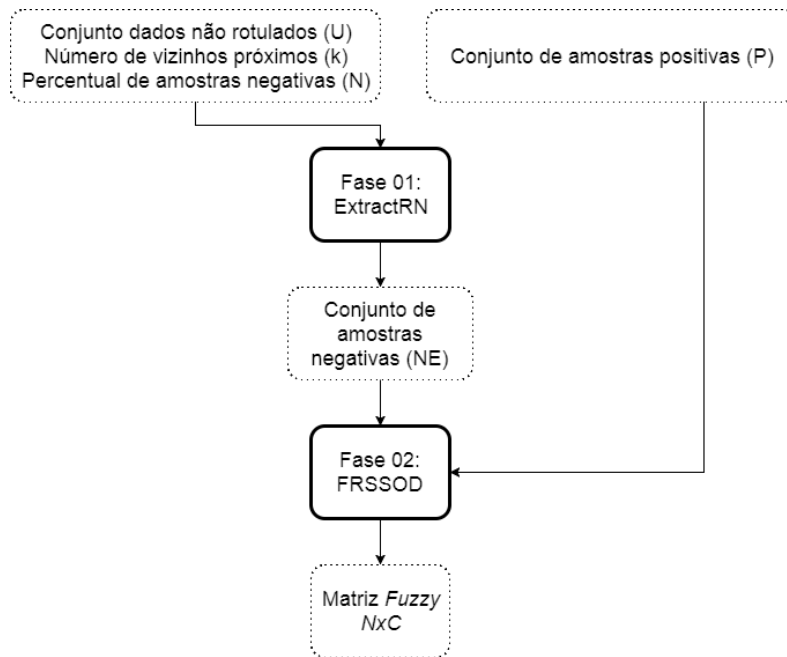 Conjunto dados não rotulados (U)
Número de vizinhos próximos (k)
Percentual de amostras negativas (N)
Conjunto de amostras positivas (P)
Fase 01:
ExtractRN
Conjunto de
amostras
negativas (NE)
Fase 02:
FRSSOD
Matriz Fuzzy
NxC